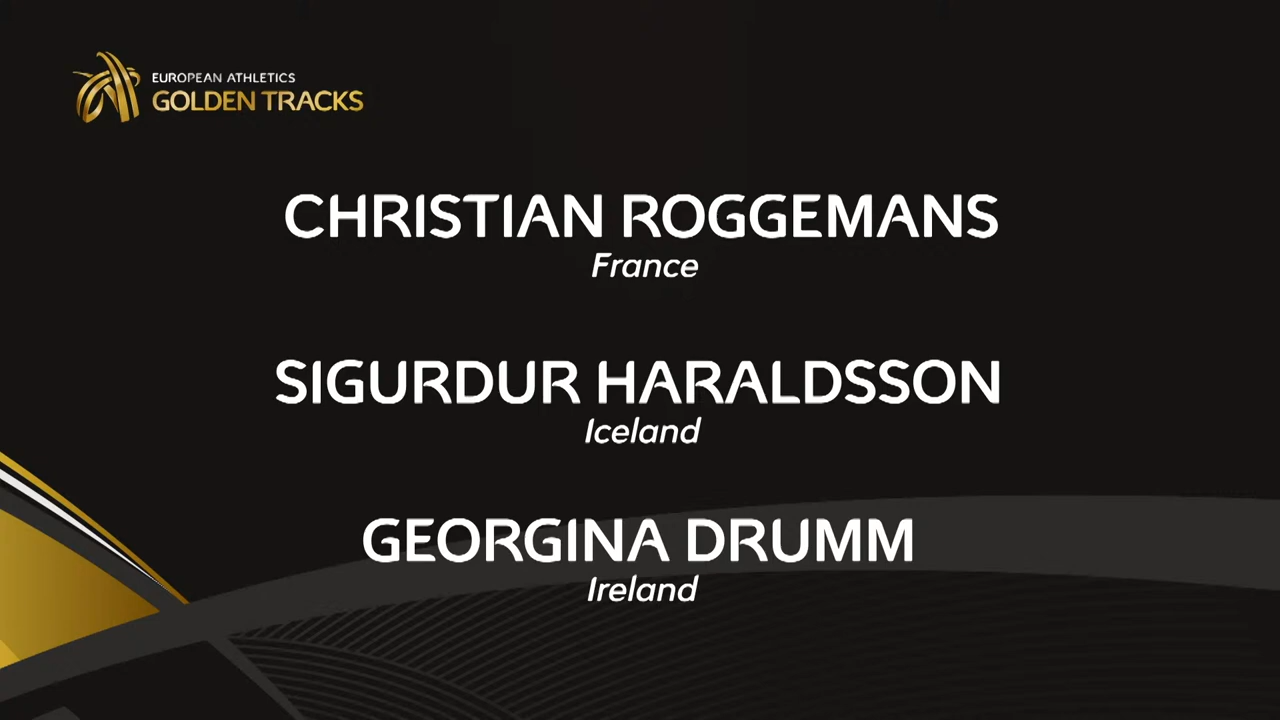 EUROPEAN ATHLETICS
GOLDEN TRACKS
CHRISTIAN ROGGEMANS
France
SIGURDUR HARALDSSON
Iceland
GEORGINA DRUMM
Ireland